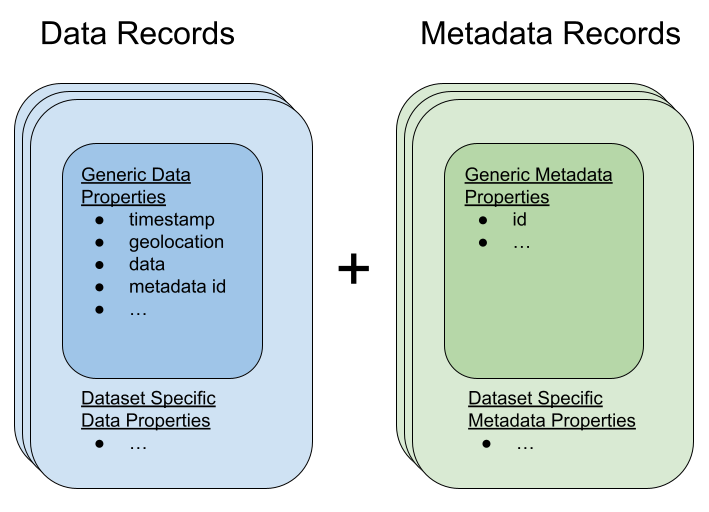 Data Records
Generic Data
Properties
● timestamp
● geolocation
● data
● metadata id
● …
Dataset Specific
Data Properties
● …
+
Metadata Records
Generic Metadata
Properties
● id
● …
Dataset Specific
Metadata Properties
● …